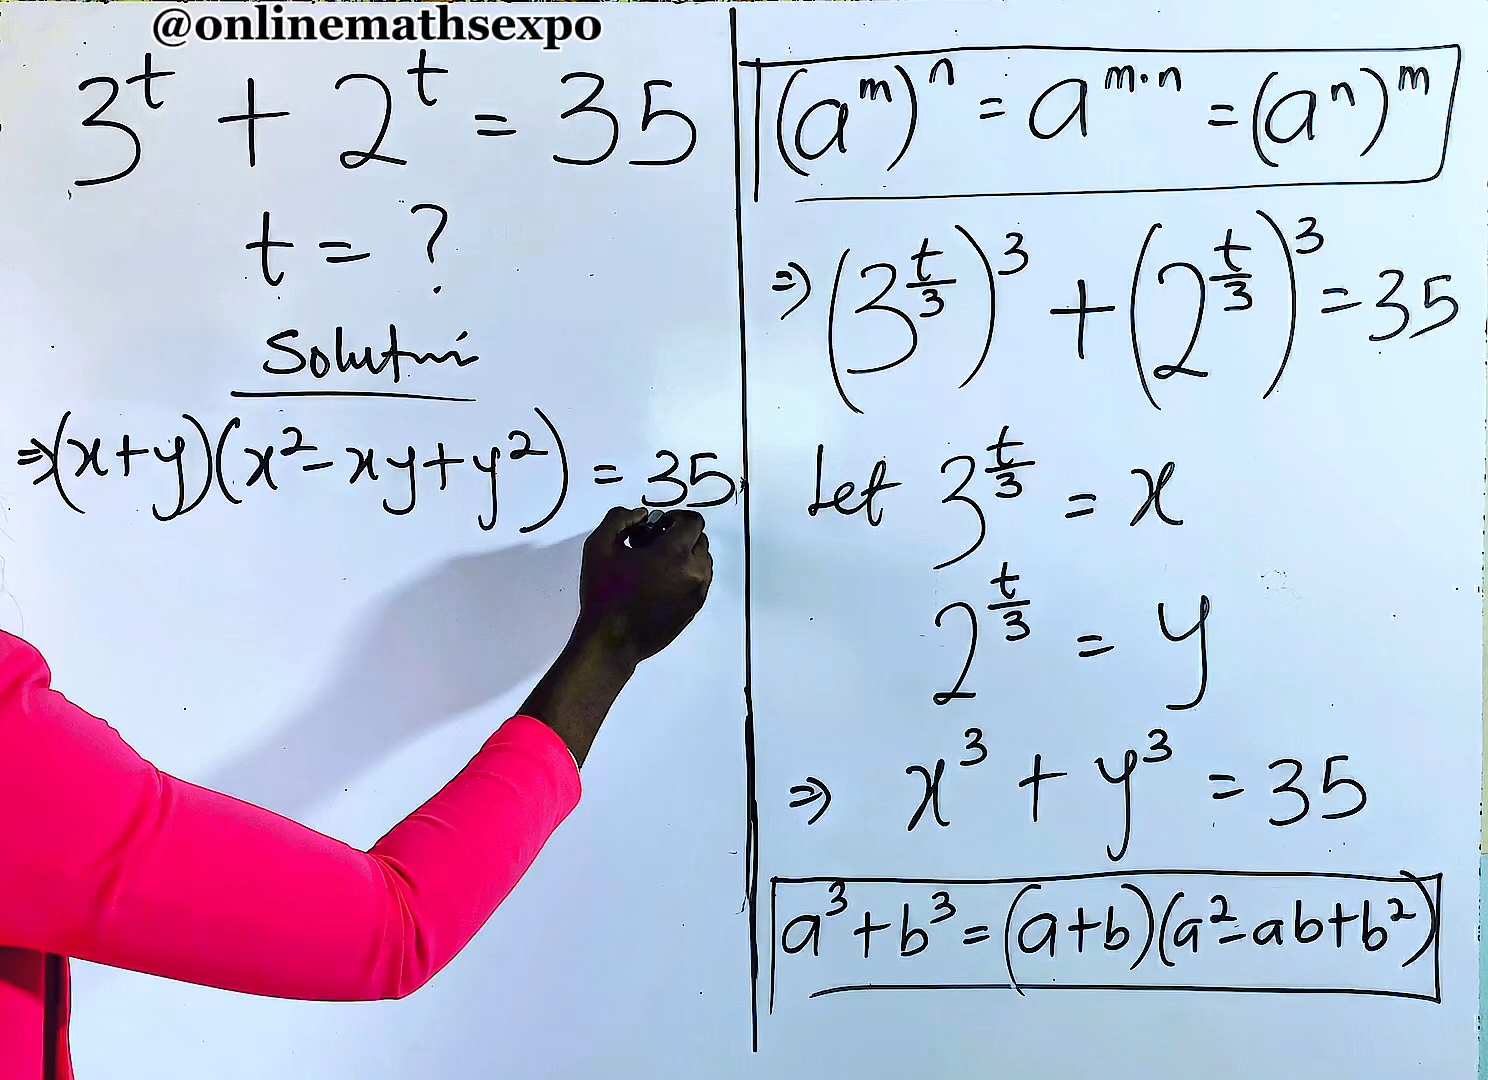 @onlinemathsexpo
3^t + 2^t = 35
t = ?
⇒(x+y)(x²-xy+y²) = 35
(a^m)^n = a^{m·n} = (a^n)^m
⇒ (3^{t/3})³ + (2^{t/3})³ = 35
Let 3^{t/3} = x
2^{t/3} = y
⇒ x³ + y³ = 35
a³+b³ = (a+b)(a²-ab+b²)